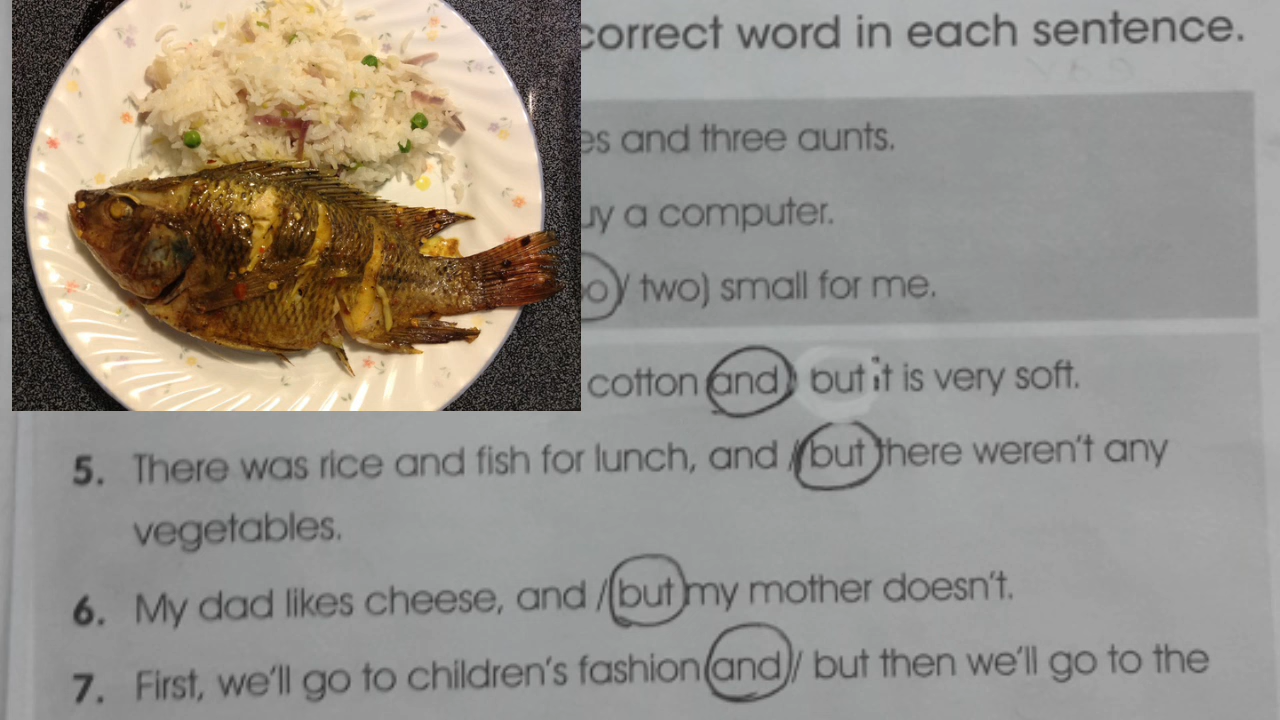 correct word in each sentence.
and three aunts.
a computer.
/ two) small for me.
cotton and) but it is very soft.
5. There was rice and fish for lunch, and / but there weren't any
vegetables.
6. My dad likes cheese, and / but my mother doesn't.
7. First, we'll go to children's fashion and / but then we'll go to the